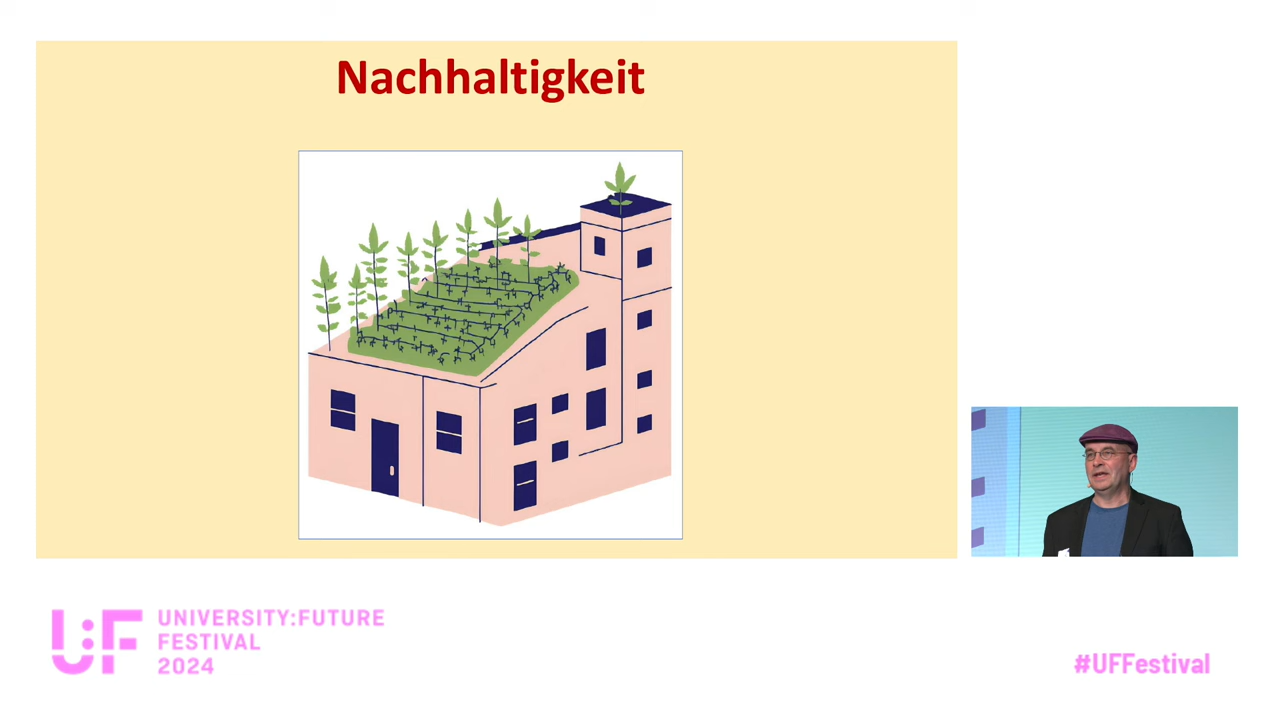 Nachhaltigkeit
U:F
UNIVERSITY:FUTURE
FESTIVAL
2024
#UFFestival